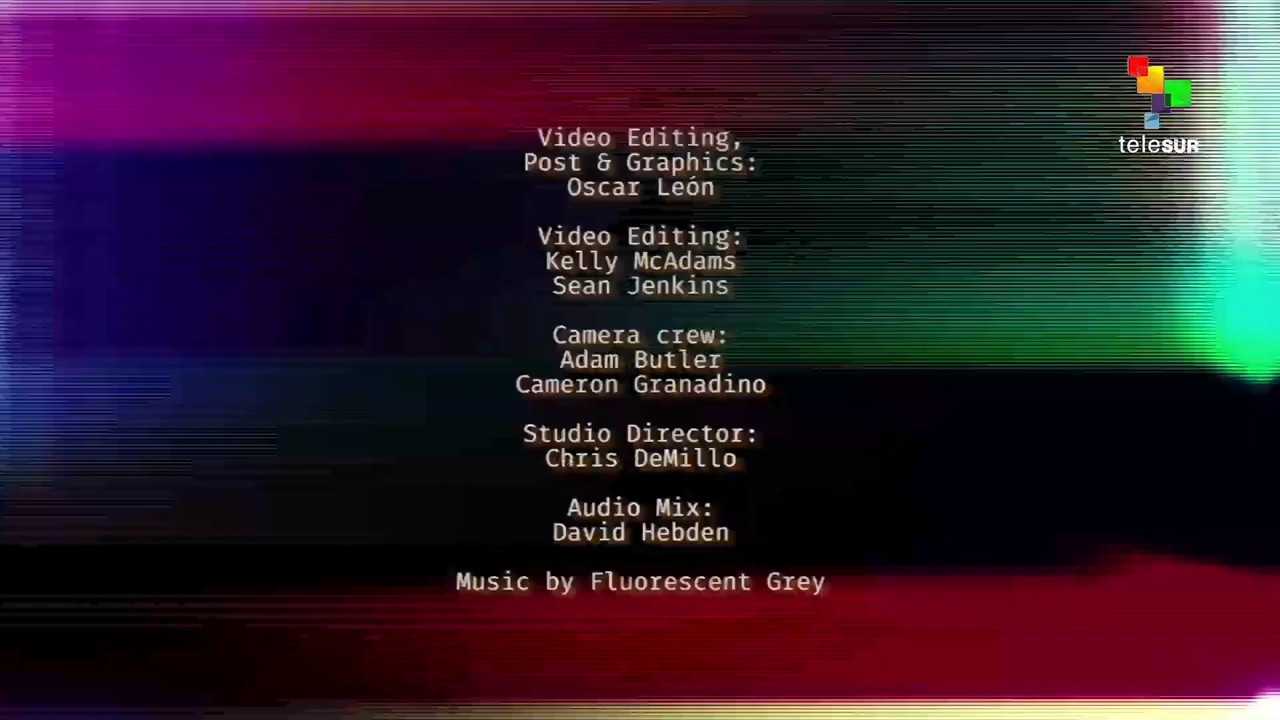 teleSUR
Video Editing,
Post & Graphics:
Oscar León
Video Editing:
Kelly McAdams
Sean Jenkins
Camera crew:
Adam Butler
Cameron Granadino
Studio Director:
Chris DeMillo
Audio Mix:
David Hebden
Music by Fluorescent Grey